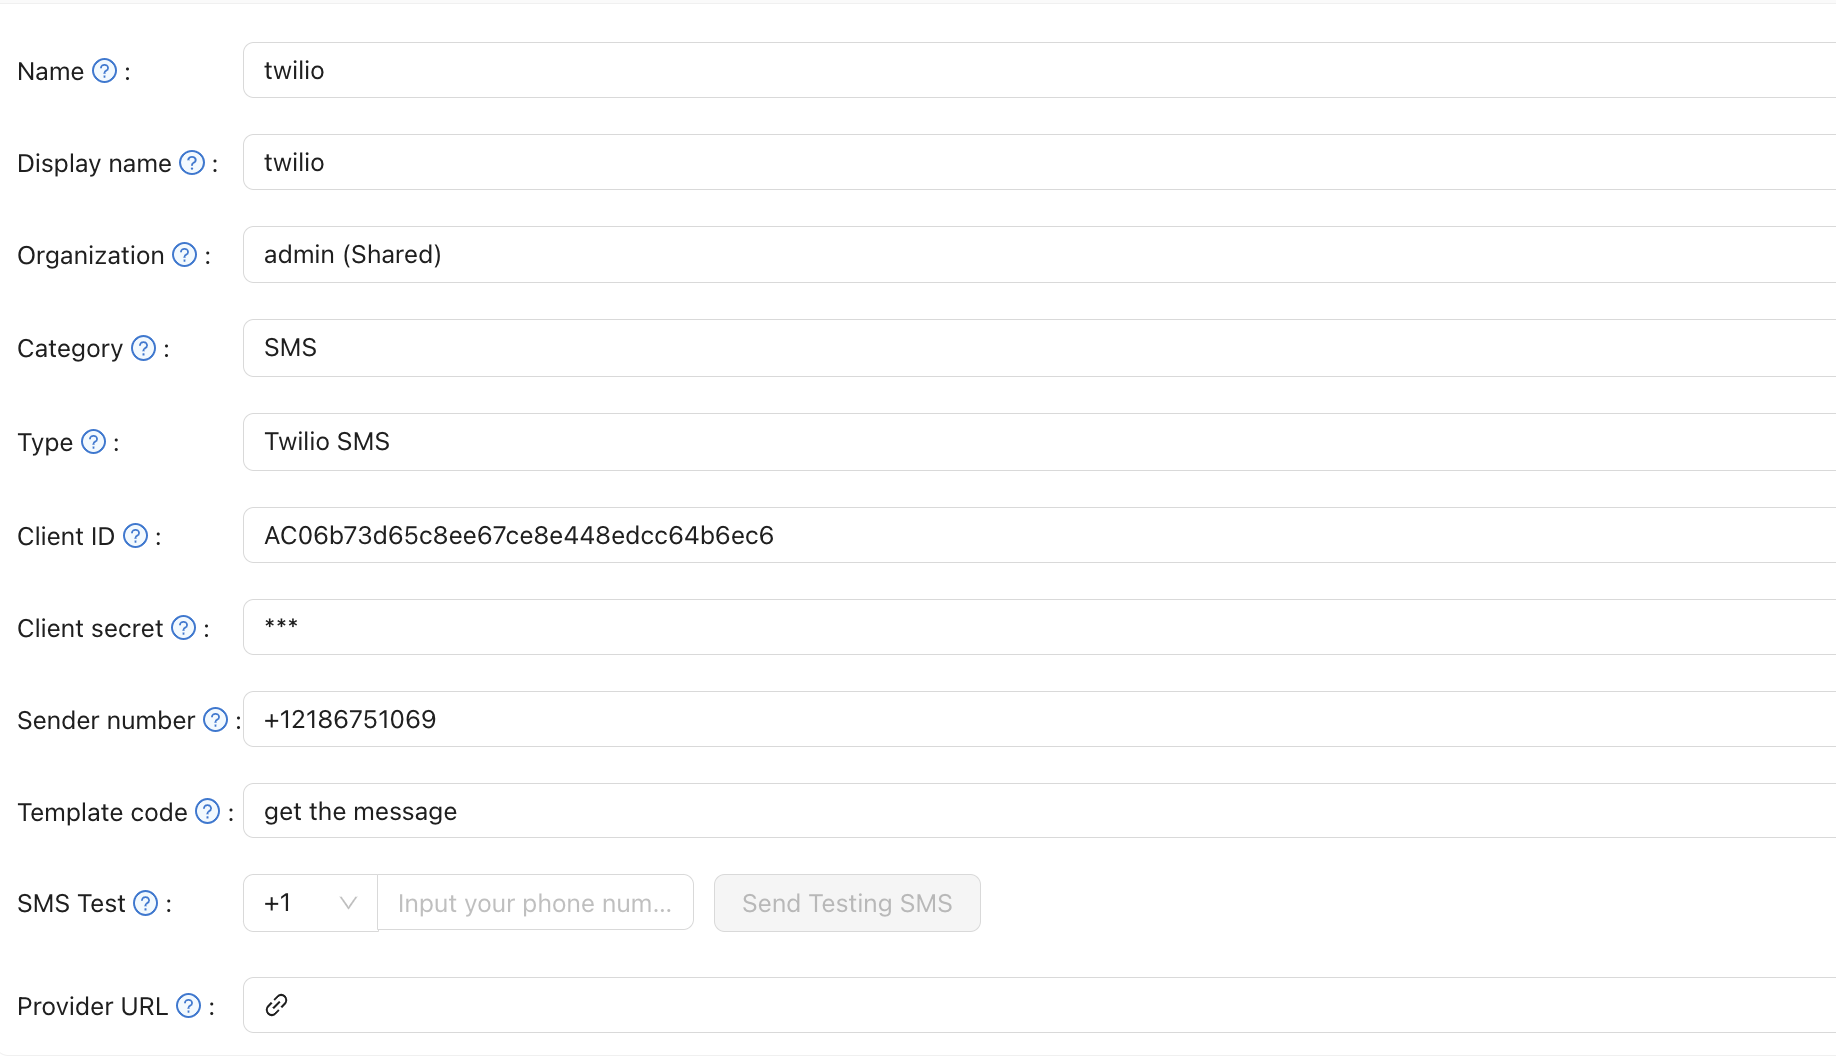 Name ? : twilio
Display name ? : twilio
Organization ? : admin (Shared)
Category ? : SMS
Type ? : Twilio SMS
Client ID ? : AC06b73d65c8ee67ce8e448edcc64b6ec6
Client secret ? : ***
Sender number ? : +12186751069
Template code ? : get the message
SMS Test ? : +1 Input your phone num... Send Testing SMS
Provider URL ? :